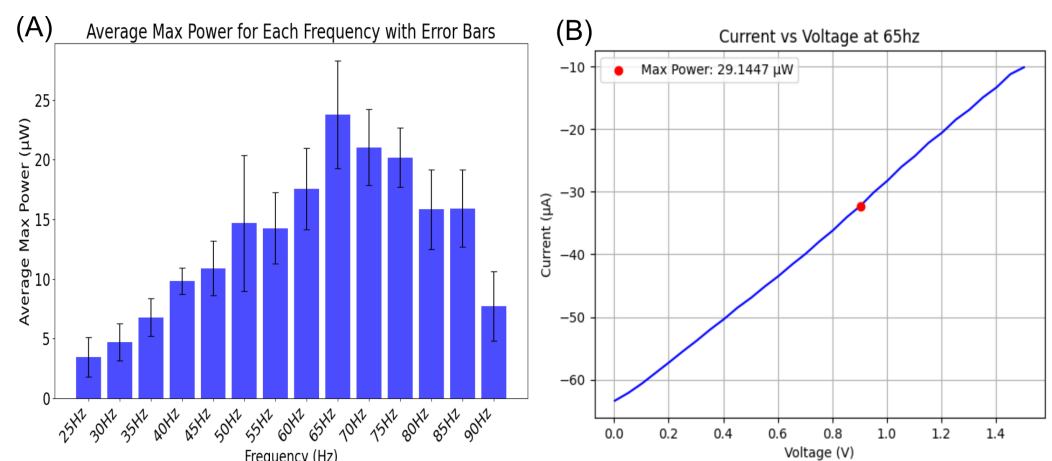 (A)
Average Max Power for Each Frequency with Error Bars
Average Max Power (μW)
25
20
15
10
5
0
25Hz
30Hz
35Hz
40Hz
45Hz
50Hz
55Hz
60Hz
65Hz
70Hz
75Hz
80Hz
85Hz
90Hz
Frequency (Hz)
(B)
Current vs Voltage at 65hz
Max Power: 29.1447 μW
Current (μA)
−10
−20
−30
−40
−50
−60
0.0
0.2
0.4
0.6
0.8
1.0
1.2
1.4
Voltage (V)